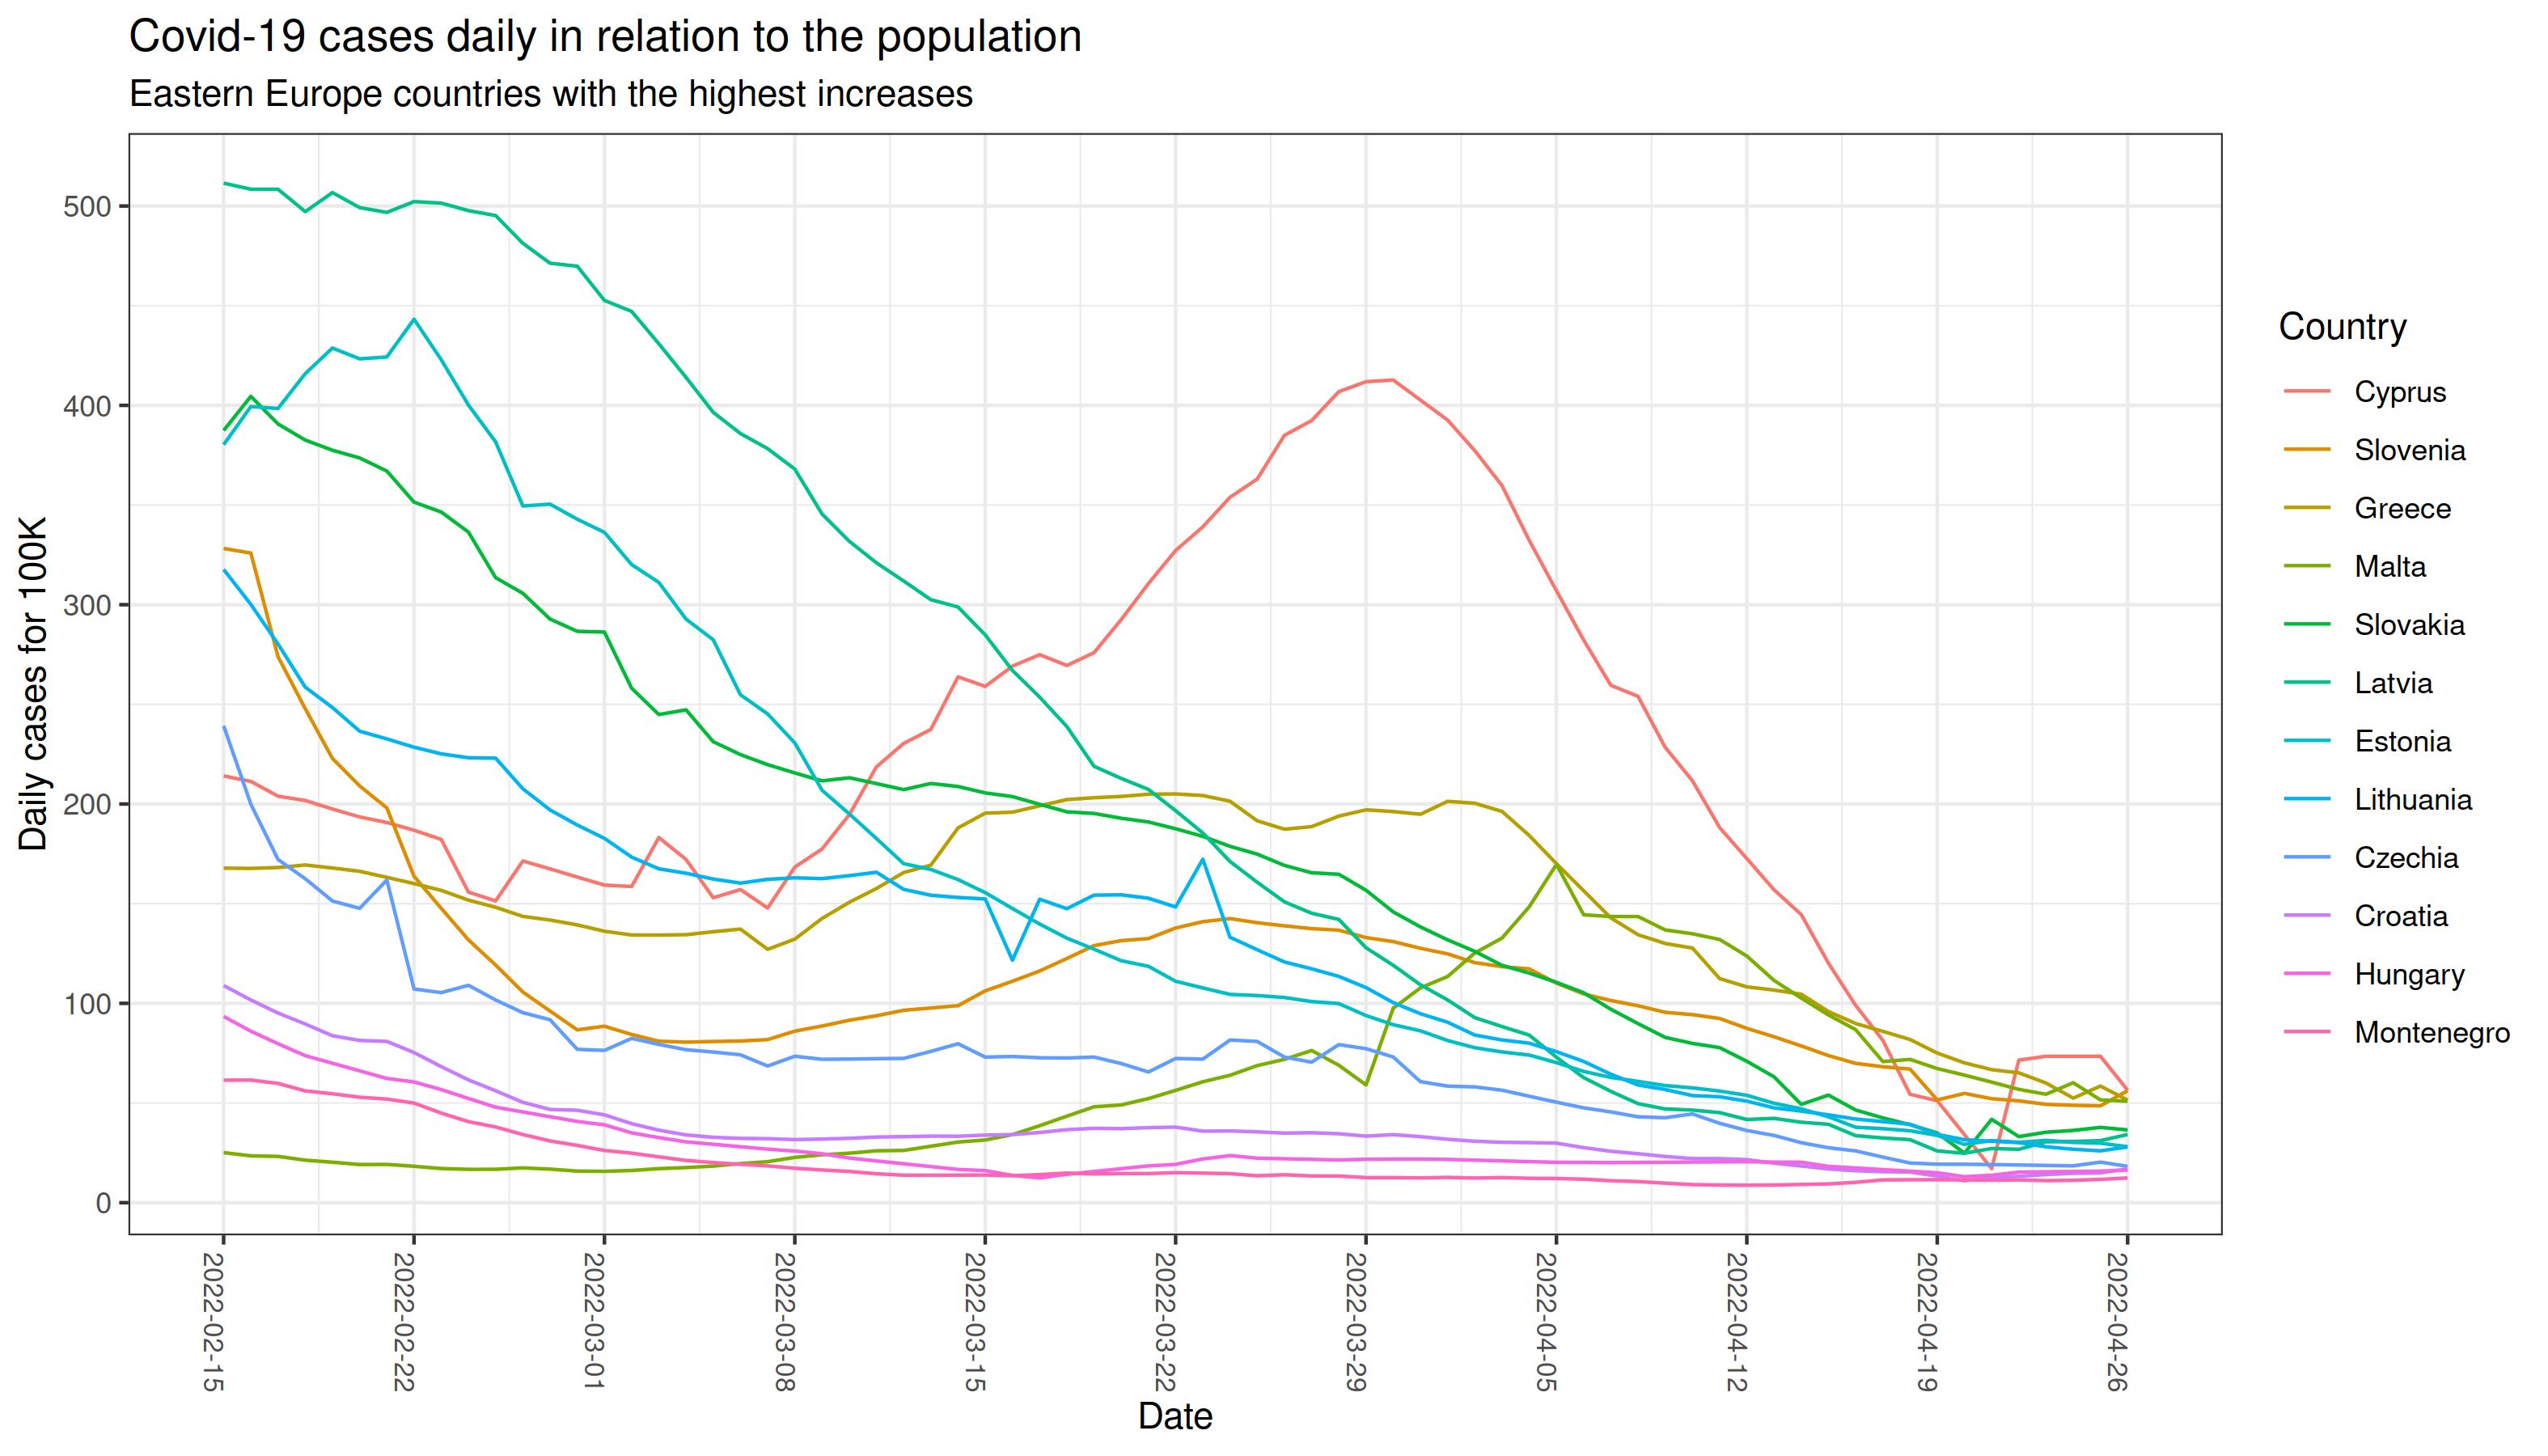 Covid-19 cases daily in relation to the population
Eastern Europe countries with the highest increases
Daily cases for 100K
500
400
300
200
100
0
2022-02-15
2022-02-22
2022-03-01
2022-03-08
2022-03-15
2022-03-22
2022-03-29
2022-04-05
2022-04-12
2022-04-19
2022-04-26
Date
Country
Cyprus
Slovenia
Greece
Malta
Slovakia
Latvia
Estonia
Lithuania
Czechia
Croatia
Hungary
Montenegro